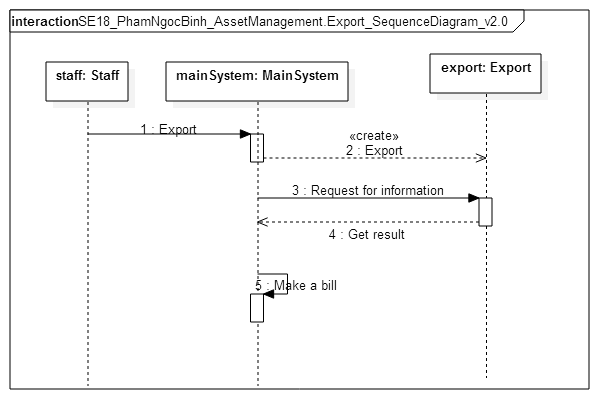 interactionSE18_PhamNgocBinh_AssetManagement.Export_SequenceDiagram_v2.0
staff: Staff
mainSystem: MainSystem
export: Export
1 : Export
«create»
2 : Export
3 : Request for information
4 : Get result
5 : Make a bill